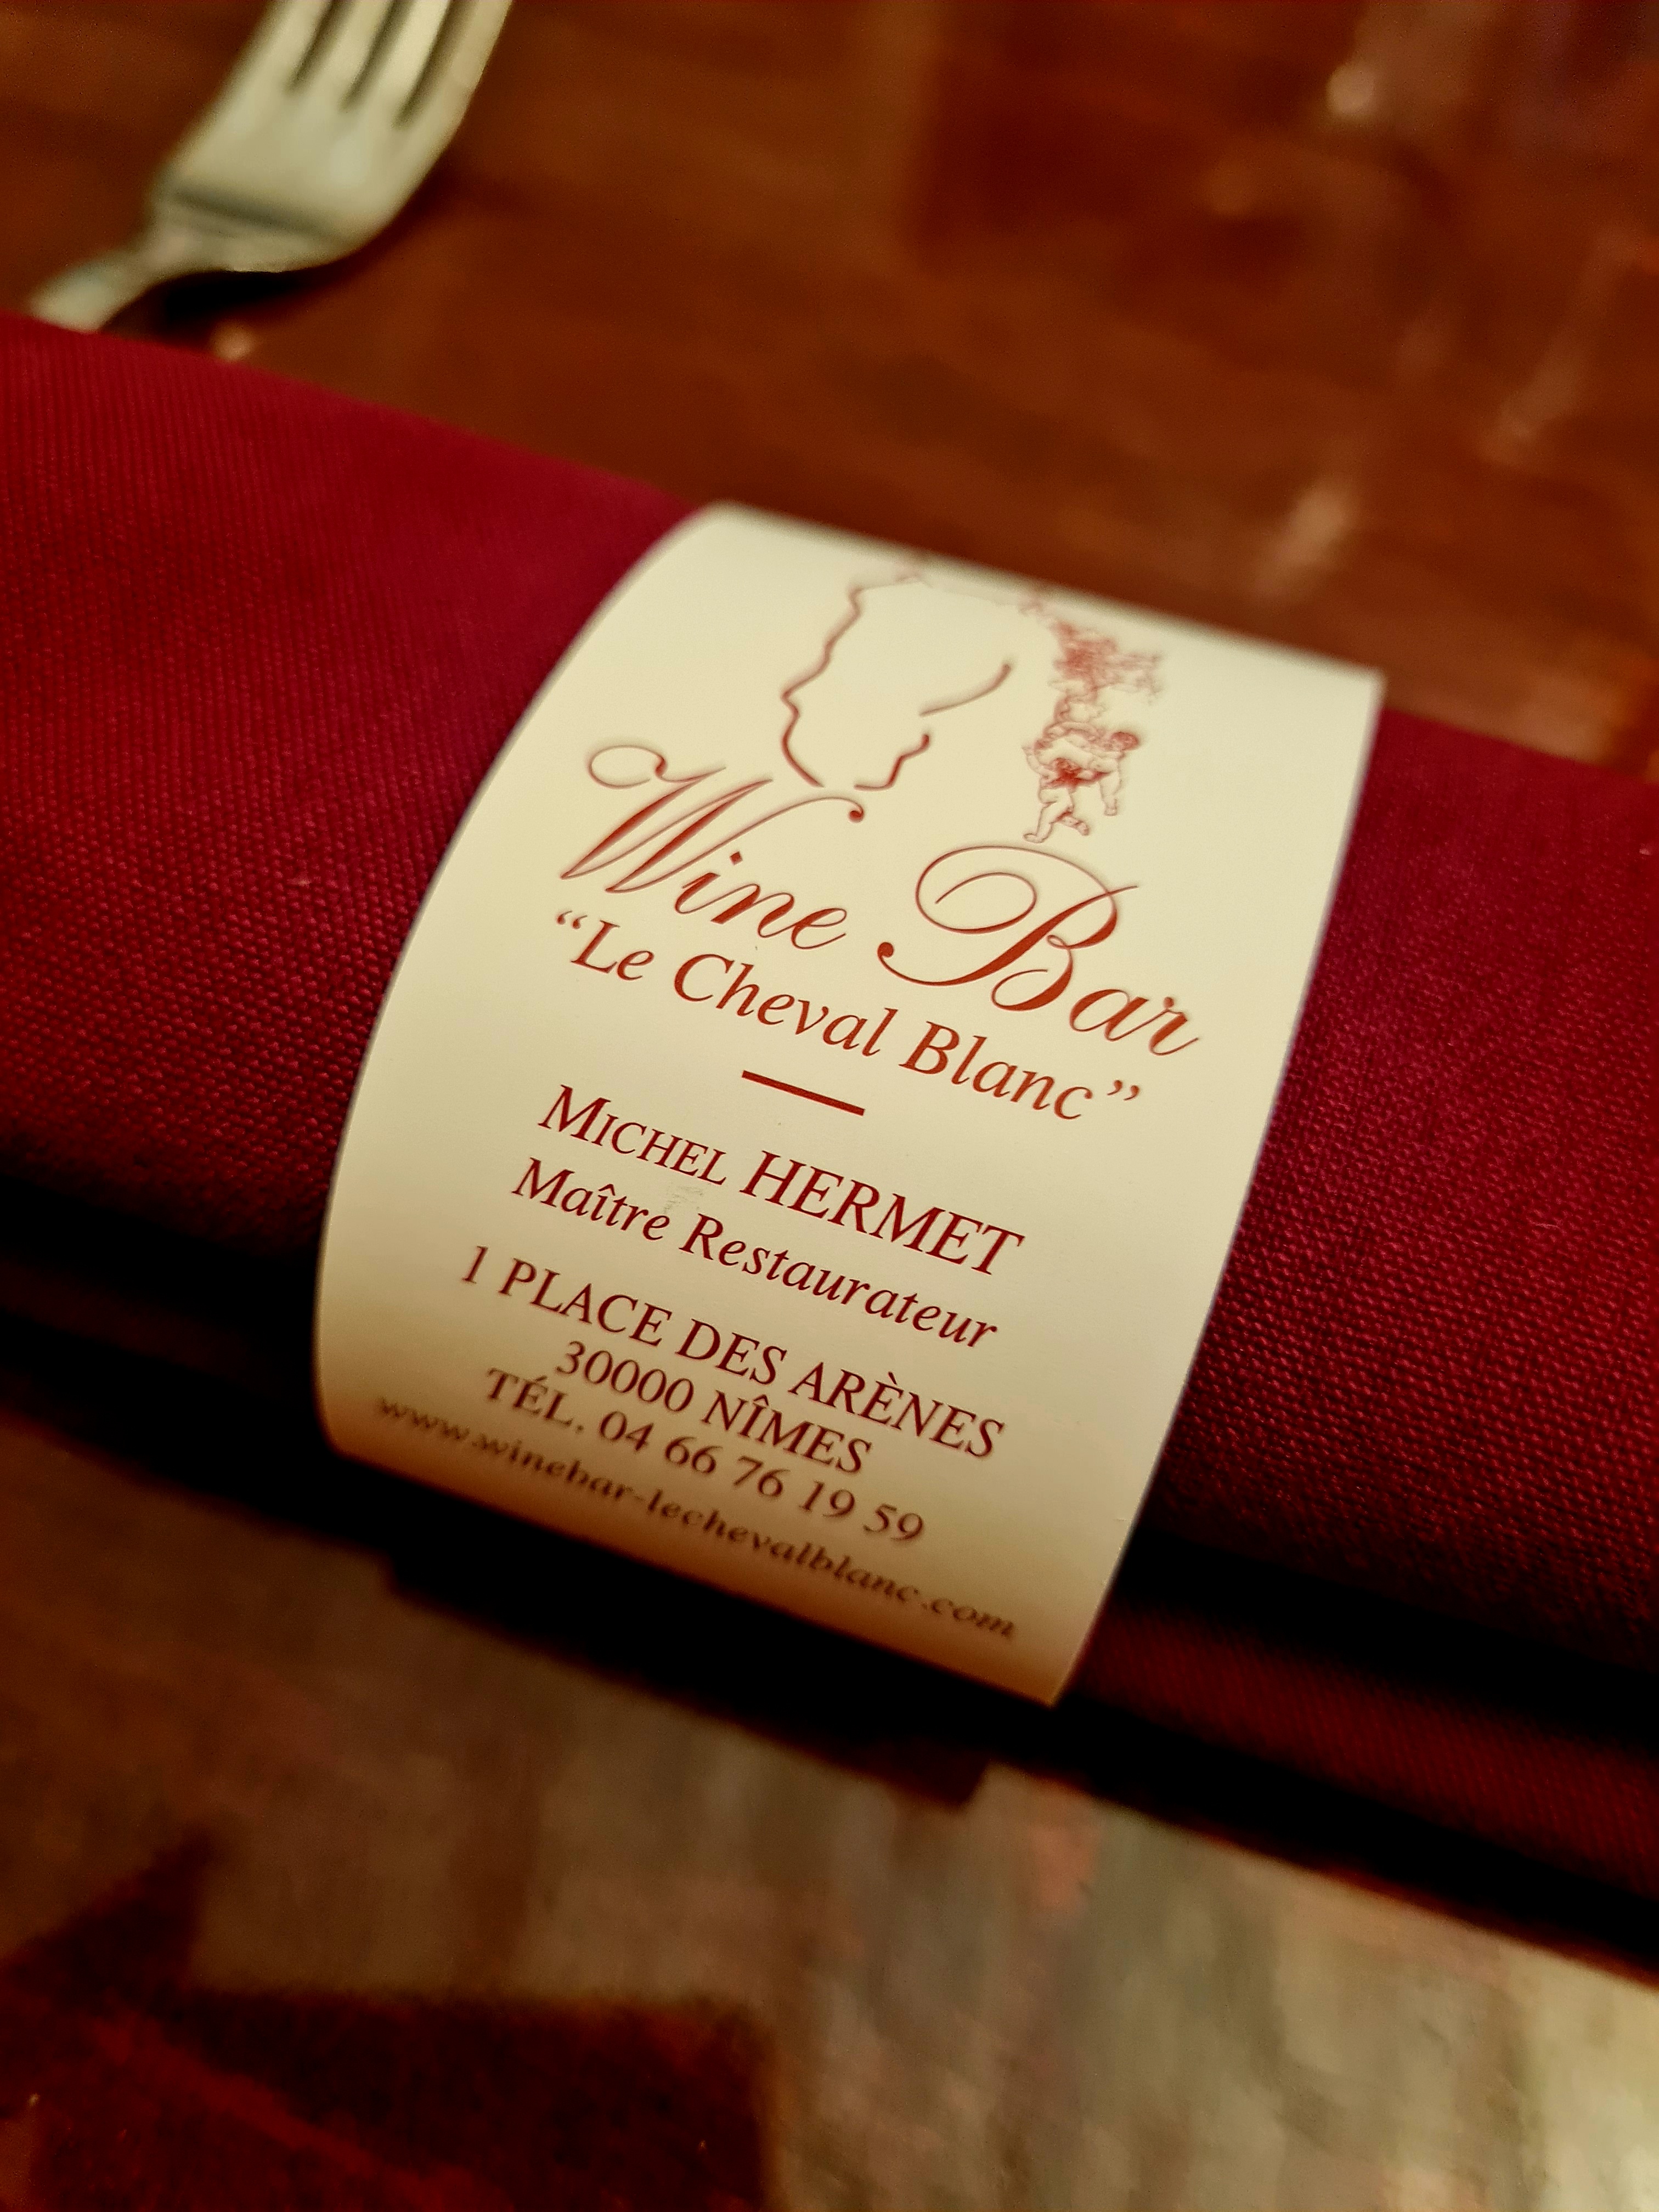 Wine Bar
“Le Cheval Blanc”
MICHEL HERMET
Maître Restaurateur
1 PLACE DES ARÈNES
30000 NÎMES
TÉL. 04 66 76 19 59
www.winebar-lechevalblanc.com